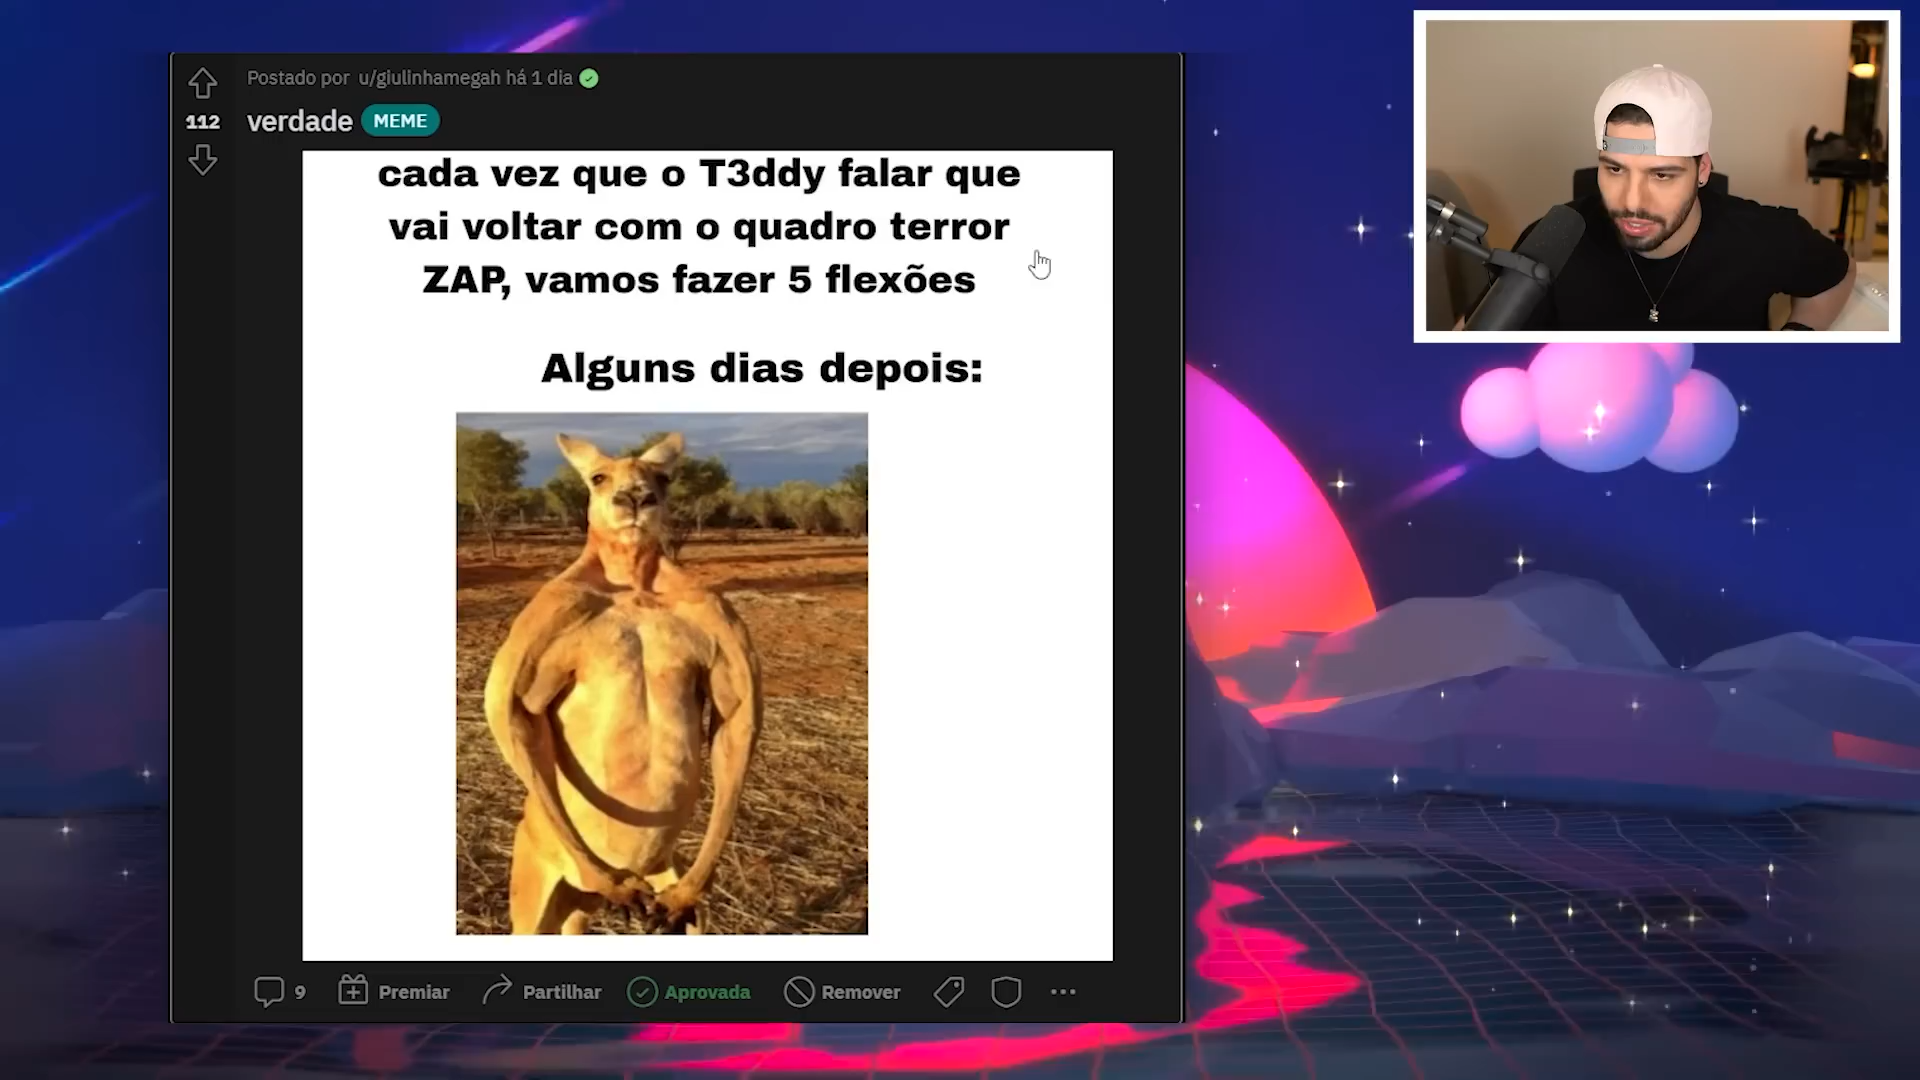 Postado por u/giulinhamegah há 1 dia
112
verdade MEME
cada vez que o T3ddy falar que
vai voltar com o quadro terror
ZAP, vamos fazer 5 flexões
Alguns dias depois:
9 Premiar Partilhar Aprovada Remover